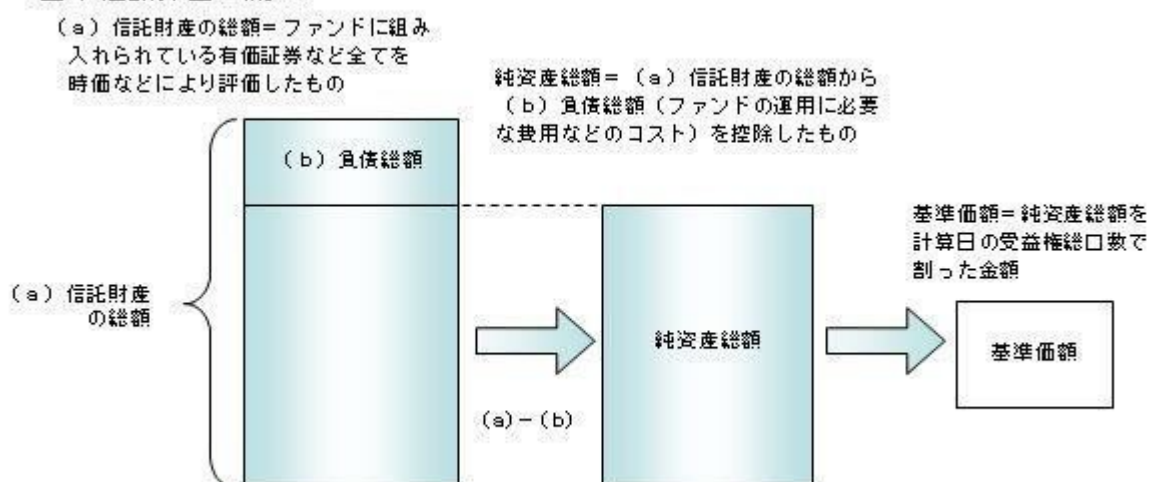 (a)信託財産の総額=ファンドに組み
入れられている有価証券など全てを
時価などにより評価したもの
純資産総額=(a)信託財産の総額から
(b)負債総額(ファンドの運用に必要
な費用などのコスト)を控除したもの
(b)負債総額
基準価額=純資産総額を
計算日の受益権総口数で
割った金額
(a)信託財産
の総額
純資産総額
基準価額
(a)-(b)